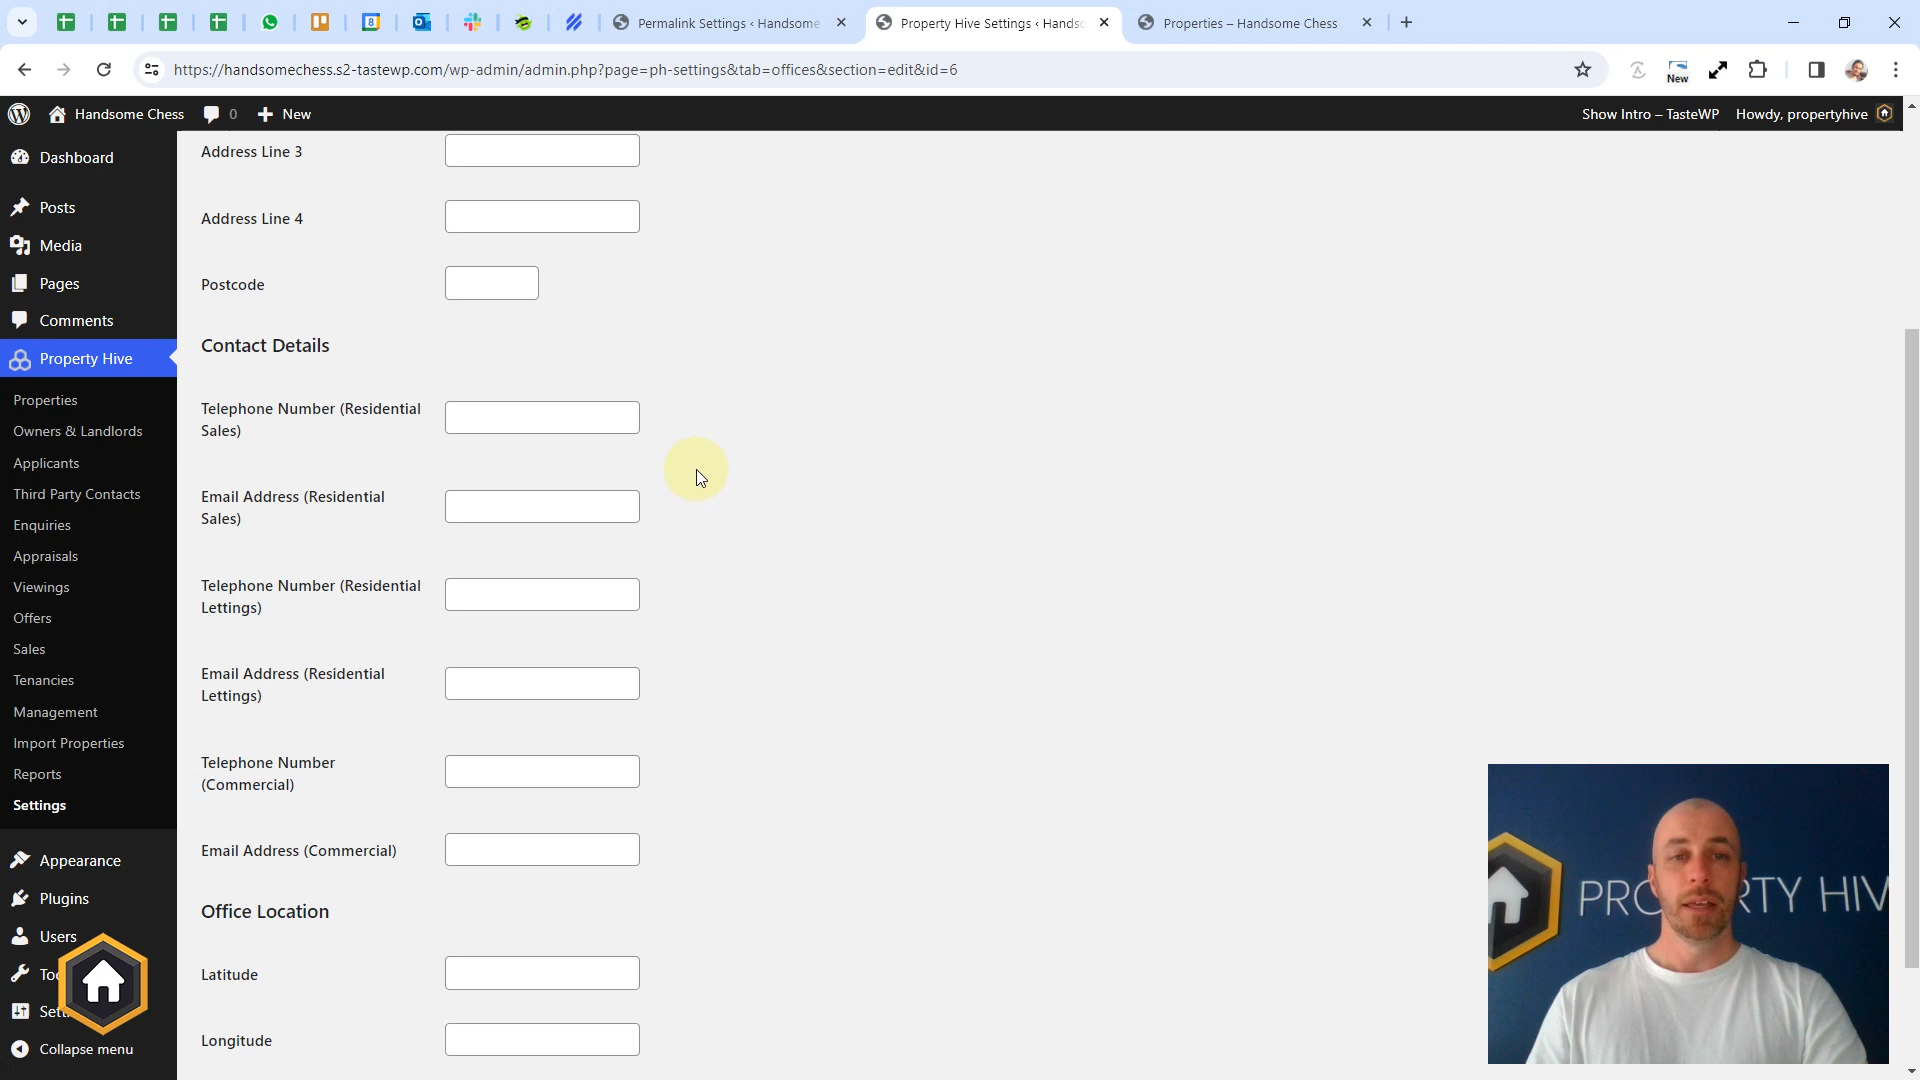 Permalink Settings ‹ Handsome
Property Hive Settings ‹ Handso
Properties – Handsome Chess
https://handsomechess.s2-tastewp.com/wp-admin/admin.php?page=ph-settings&tab=offices&section=edit&id=6
New
Handsome Chess
0
New
Show Intro – TasteWP
Howdy, propertyhive
Dashboard
Posts
Media
Pages
Comments
Property Hive
Properties
Owners & Landlords
Applicants
Third Party Contacts
Enquiries
Appraisals
Viewings
Offers
Sales
Tenancies
Management
Import Properties
Reports
Settings
Appearance
Plugins
Users
Collapse menu
Address Line 3
Address Line 4
Postcode
Contact Details
Telephone Number (Residential
Sales)
Email Address (Residential
Sales)
Telephone Number (Residential
Lettings)
Email Address (Residential
Lettings)
Telephone Number
(Commercial)
Email Address (Commercial)
Office Location
Latitude
Longitude